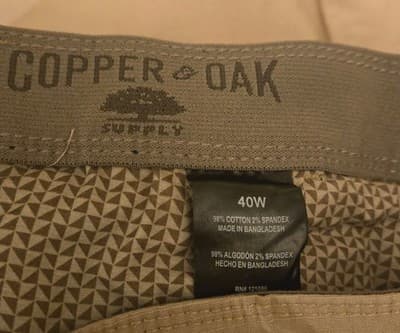 COPPER & OAK
SUPPLY
40W
98% COTTON 2% SPANDEX
MADE IN BANGLADESH
98% ALGODÓN 2% SPANDEX
HECHO EN BANGLADESH